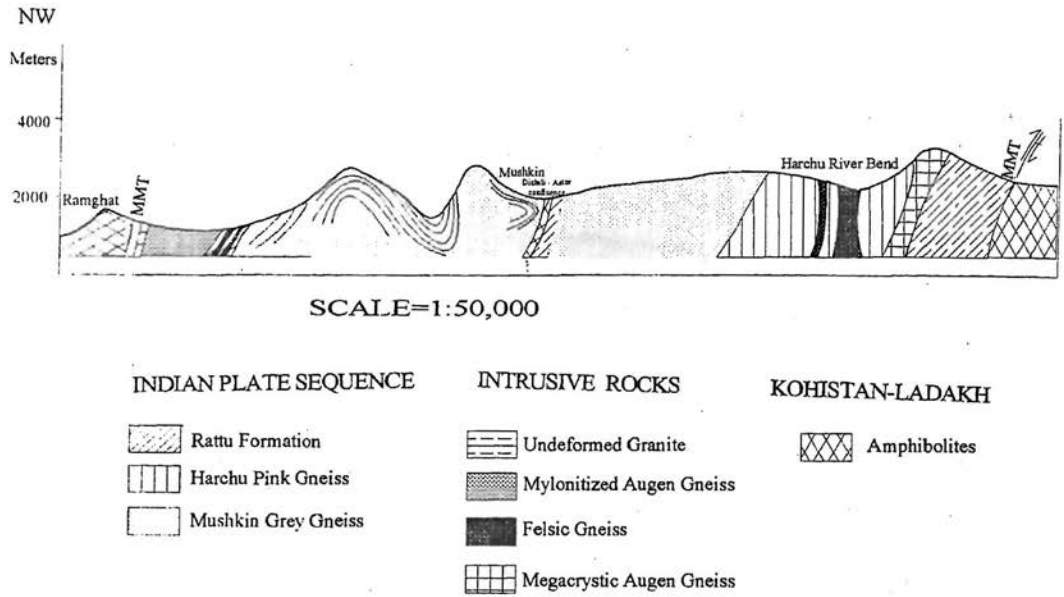 NW
Meters
4000
2000
Ramghat
MMT
Mushkin
confluence
Harchu River Bend
MMT
SCALE=1:50,000
INDIAN PLATE SEQUENCE
Rattu Formation
Harchu Pink Gneiss
Mushkin Grey Gneiss
INTRUSIVE ROCKS
Undeformed Granite
Mylonitized Augen Gneiss
Felsic Gneiss
Megacrystic Augen Gneiss
KOHISTAN-LADAKH
Amphibolites